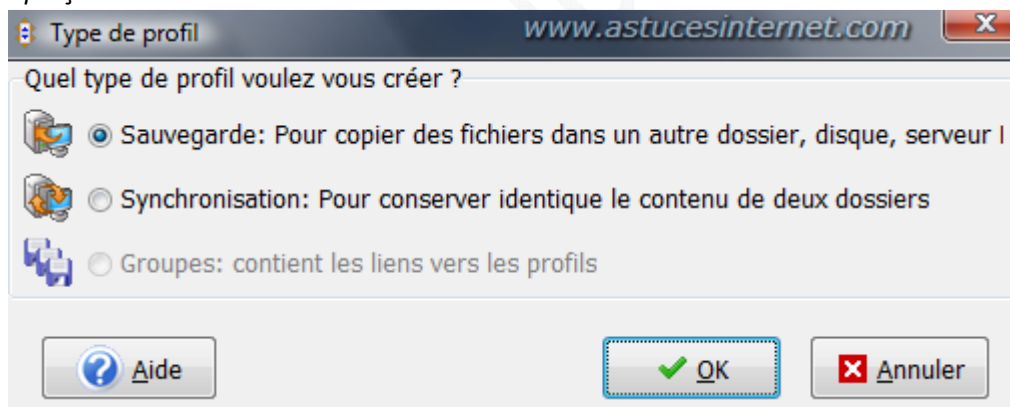 Type de profil
www.astucesinternet.com
Quel type de profil voulez vous créer ?
Sauvegarde: Pour copier des fichiers dans un autre dossier, disque, serveur
Synchronisation: Pour conserver identique le contenu de deux dossiers
Groupes: contient les liens vers les profils
Aide
OK
Annuler